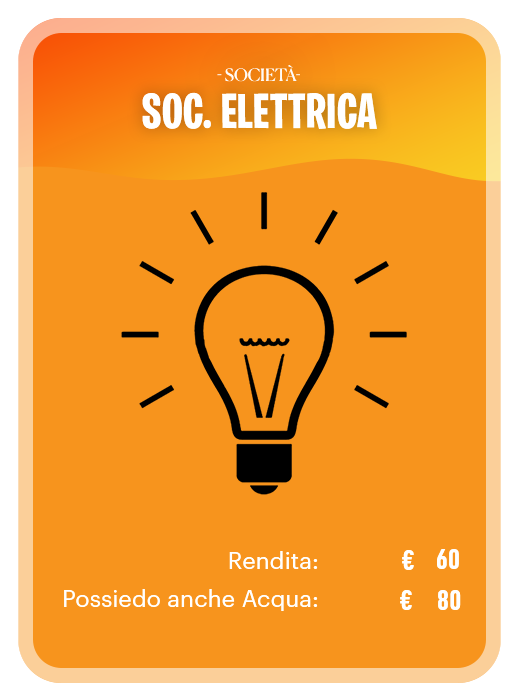 - SOCIETÀ-
SOC. ELETTRICA
Rendita: € 60
Possiedo anche Acqua: € 80